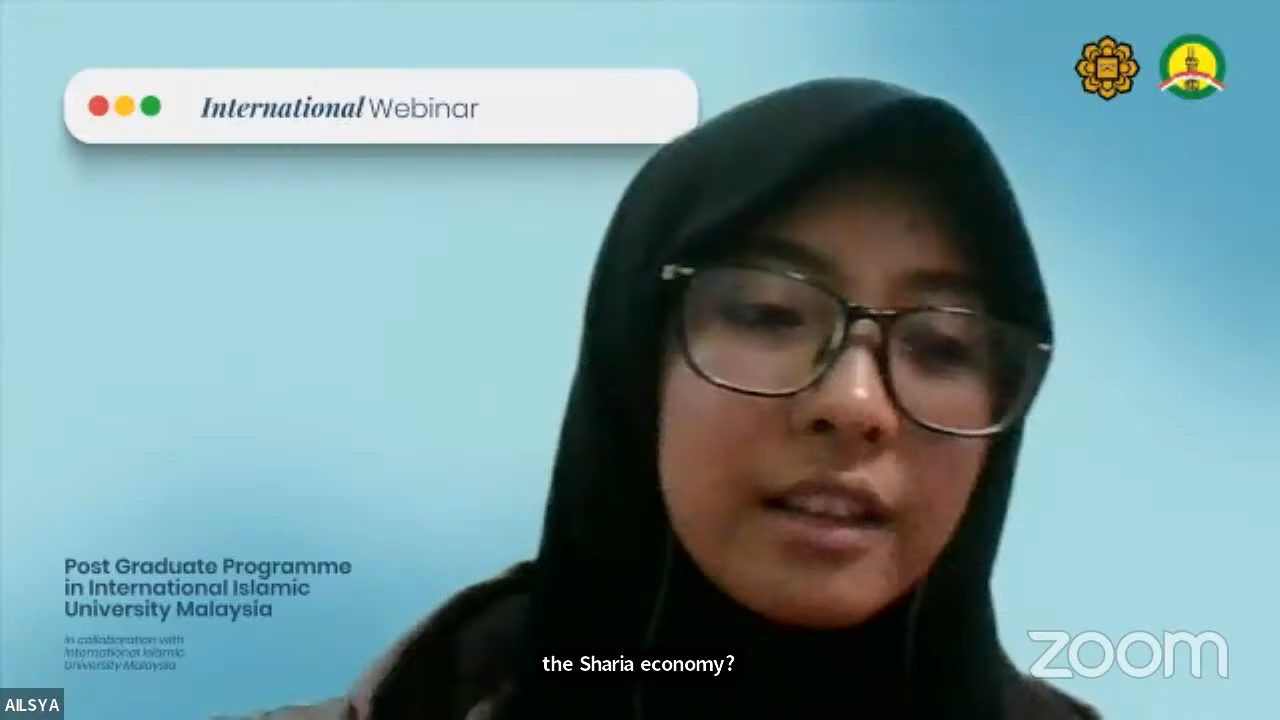 International Webinar
Post Graduate Programme
in International Islamic
University Malaysia
in collaboration with
International Islamic
University Malaysia
the Sharia economy?
zoom
AILSYA